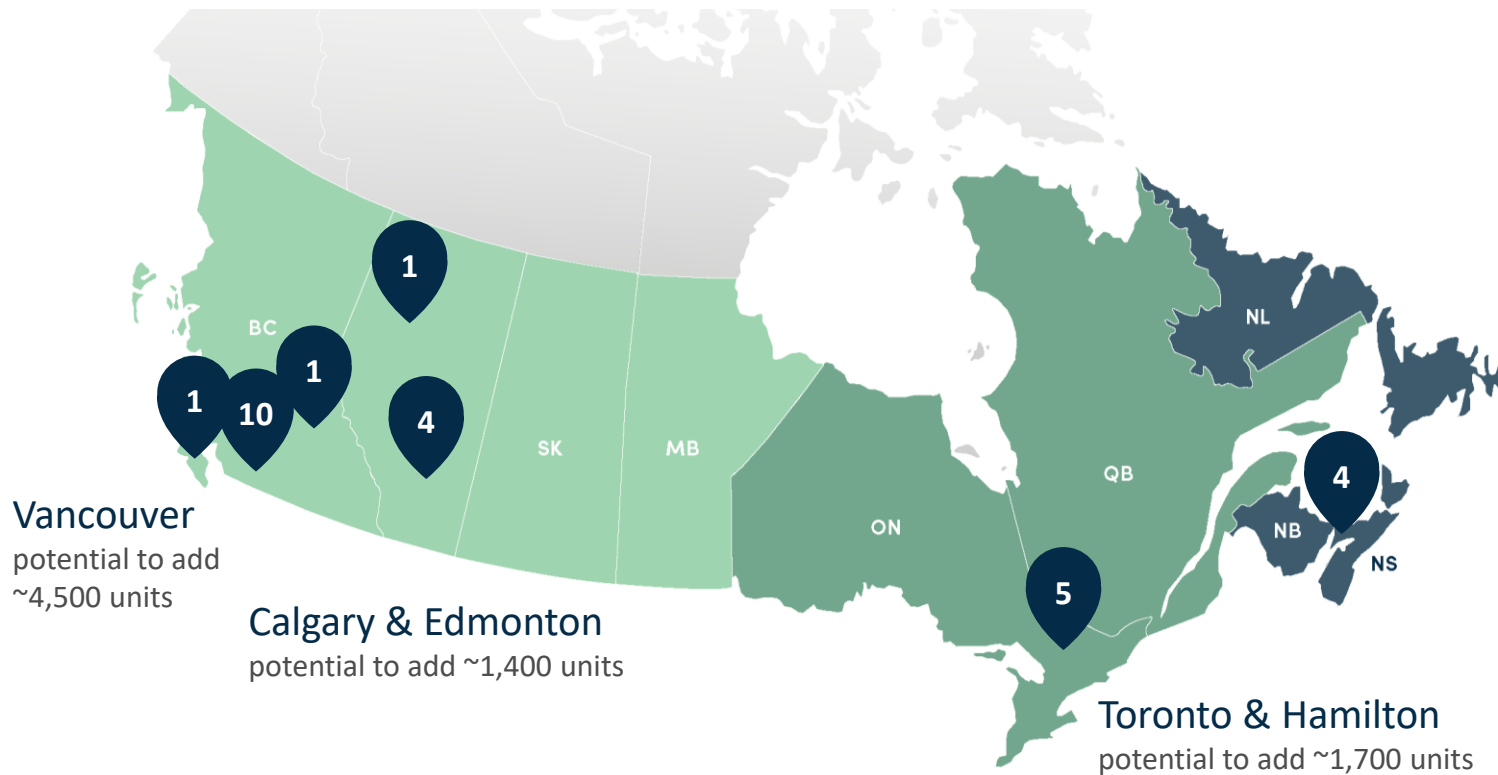 1
BC
1
1
10
4
SK
MB
ON
QB
NL
4
NB
NS
5
Vancouver
potential to add
~4,500 units
Calgary & Edmonton
potential to add ~1,400 units
Toronto & Hamilton
potential to add ~1,700 units